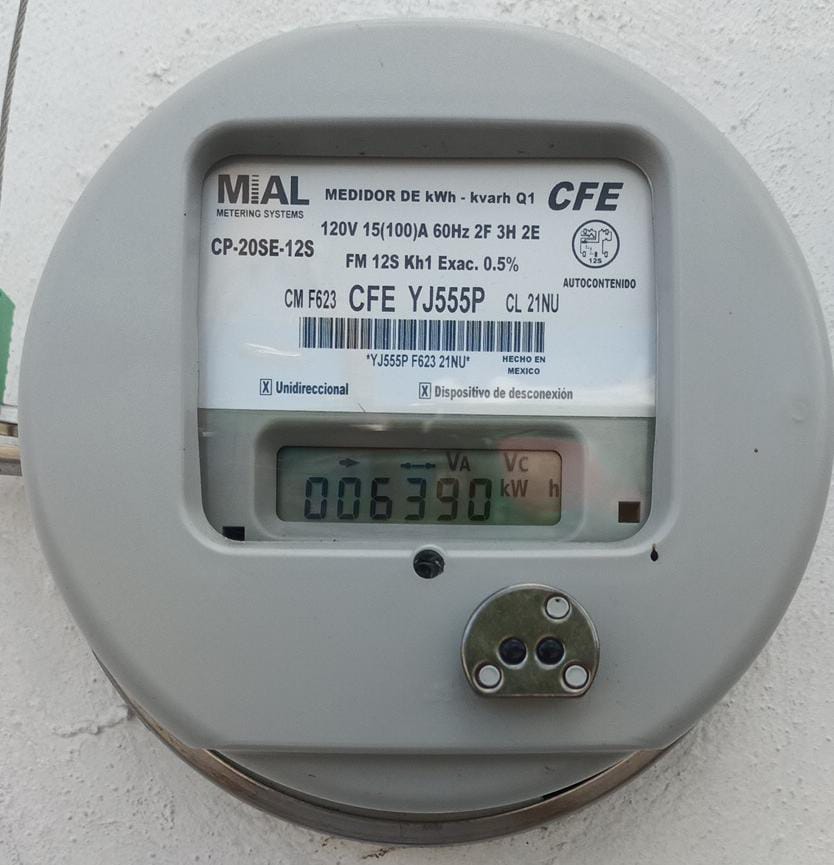 MIAL
METERING SYSTEMS
MEDIDOR DE kWh - kvarh Q1
CFE
CP-20SE-12S
120V 15(100)A 60Hz 2F 3H 2E
FM 12S Kh1 Exac. 0.5%
12S
AUTOCONTENIDO
CM F623 CFE YJ555P CL 21NU
*YJ555P F623 21NU*
HECHO EN
MEXICO
X Unidireccional
X Dispositivo de desconexión
VA VC
006390 kW h